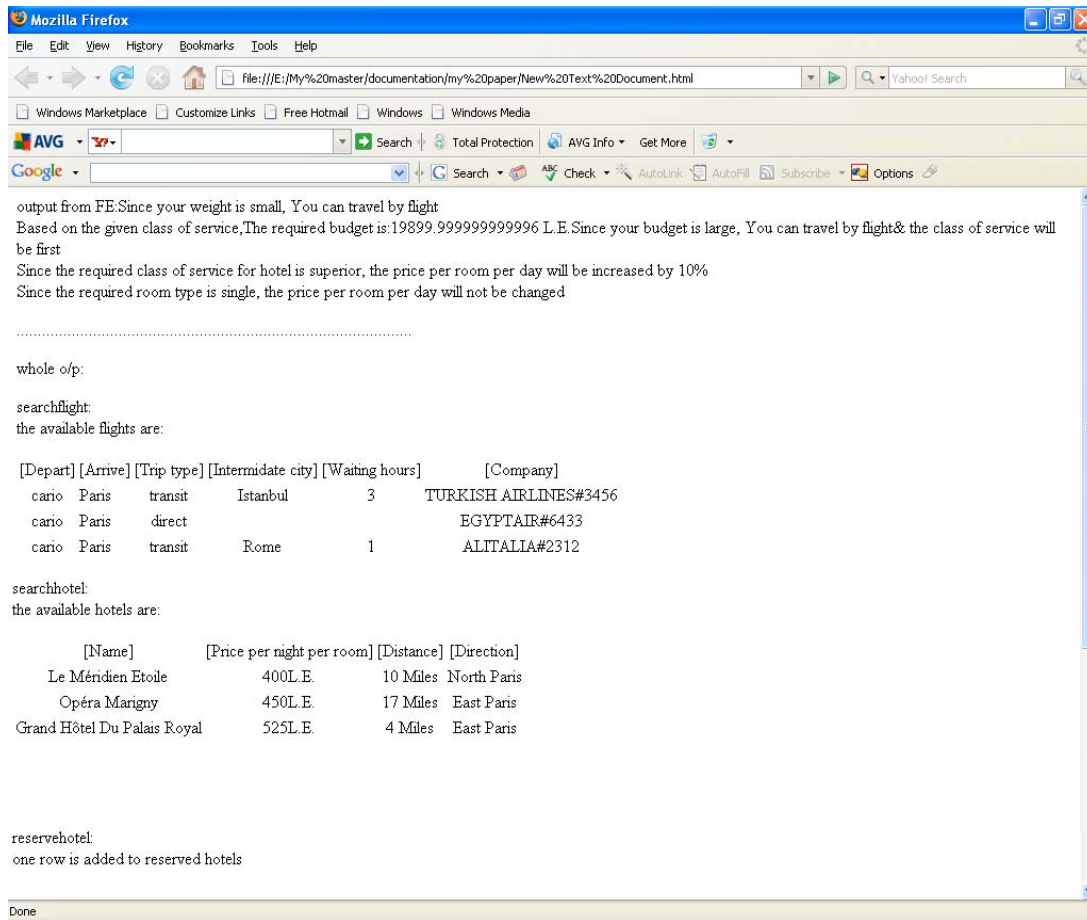 Mozilla Firefox
File Edit View History Bookmarks Tools Help
file:///E:/My%20master/documentation/my%20paper/New%20Text%20Document.html Yahoo! Search
Windows Marketplace Customize Links Free Hotmail Windows Windows Media
AVG Y? Search Total Protection AVG Info Get More
Google G Search ABC Check AutoLink AutoFill Subscribe Options
output from FE:Since your weight is small, You can travel by flight
Based on the given class of service,The required budget is:19899.999999999996 L.E.Since your budget is large, You can travel by flight& the class of service will
be first
Since the required class of service for hotel is superior, the price per room per day will be increased by 10%
Since the required room type is single, the price per room per day will not be changed
............................................................................................
whole o/p:
searchflight:
the available flights are:
[Depart] [Arrive] [Trip type] [Intermidate city] [Waiting hours] [Company]
cario Paris transit Istanbul 3 TURKISH AIRLINES#3456
cario Paris direct EGYPTAIR#6433
cario Paris transit Rome 1 ALITALIA#2312
searchhotel:
the available hotels are:
[Name] [Price per night per room] [Distance] [Direction]
Le Méridien Etoile 400L.E. 10 Miles North Paris
Opéra Marigny 450L.E. 17 Miles East Paris
Grand Hôtel Du Palais Royal 525L.E. 4 Miles East Paris
reservehotel:
one row is added to reserved hotels
Done